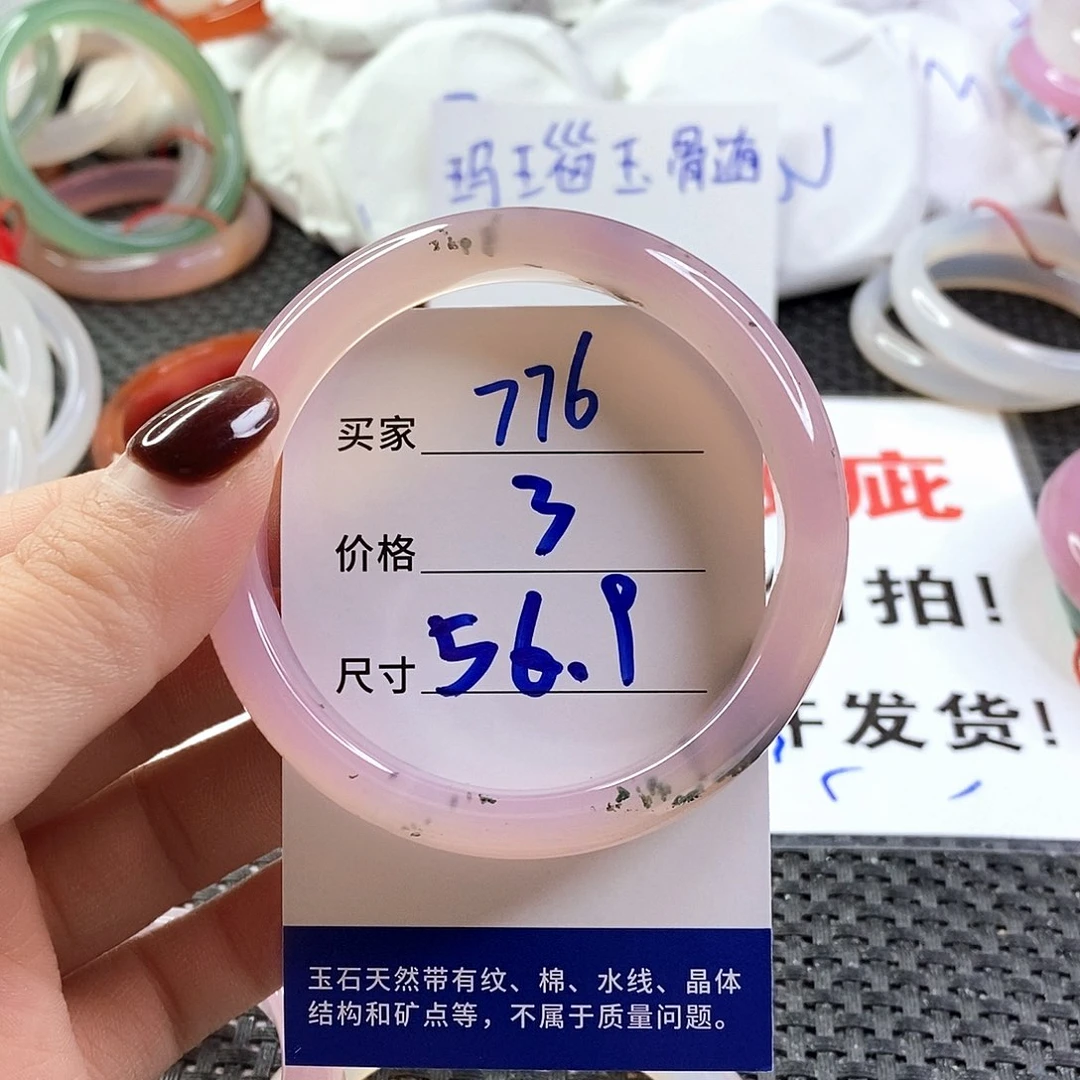 玛瑙玉骨髓
买家 776
价格 3
尺寸 56.9
疵
拍!
发货!
玉石天然带有纹、棉、水线、晶体
结构和矿点等，不属于质量问题。